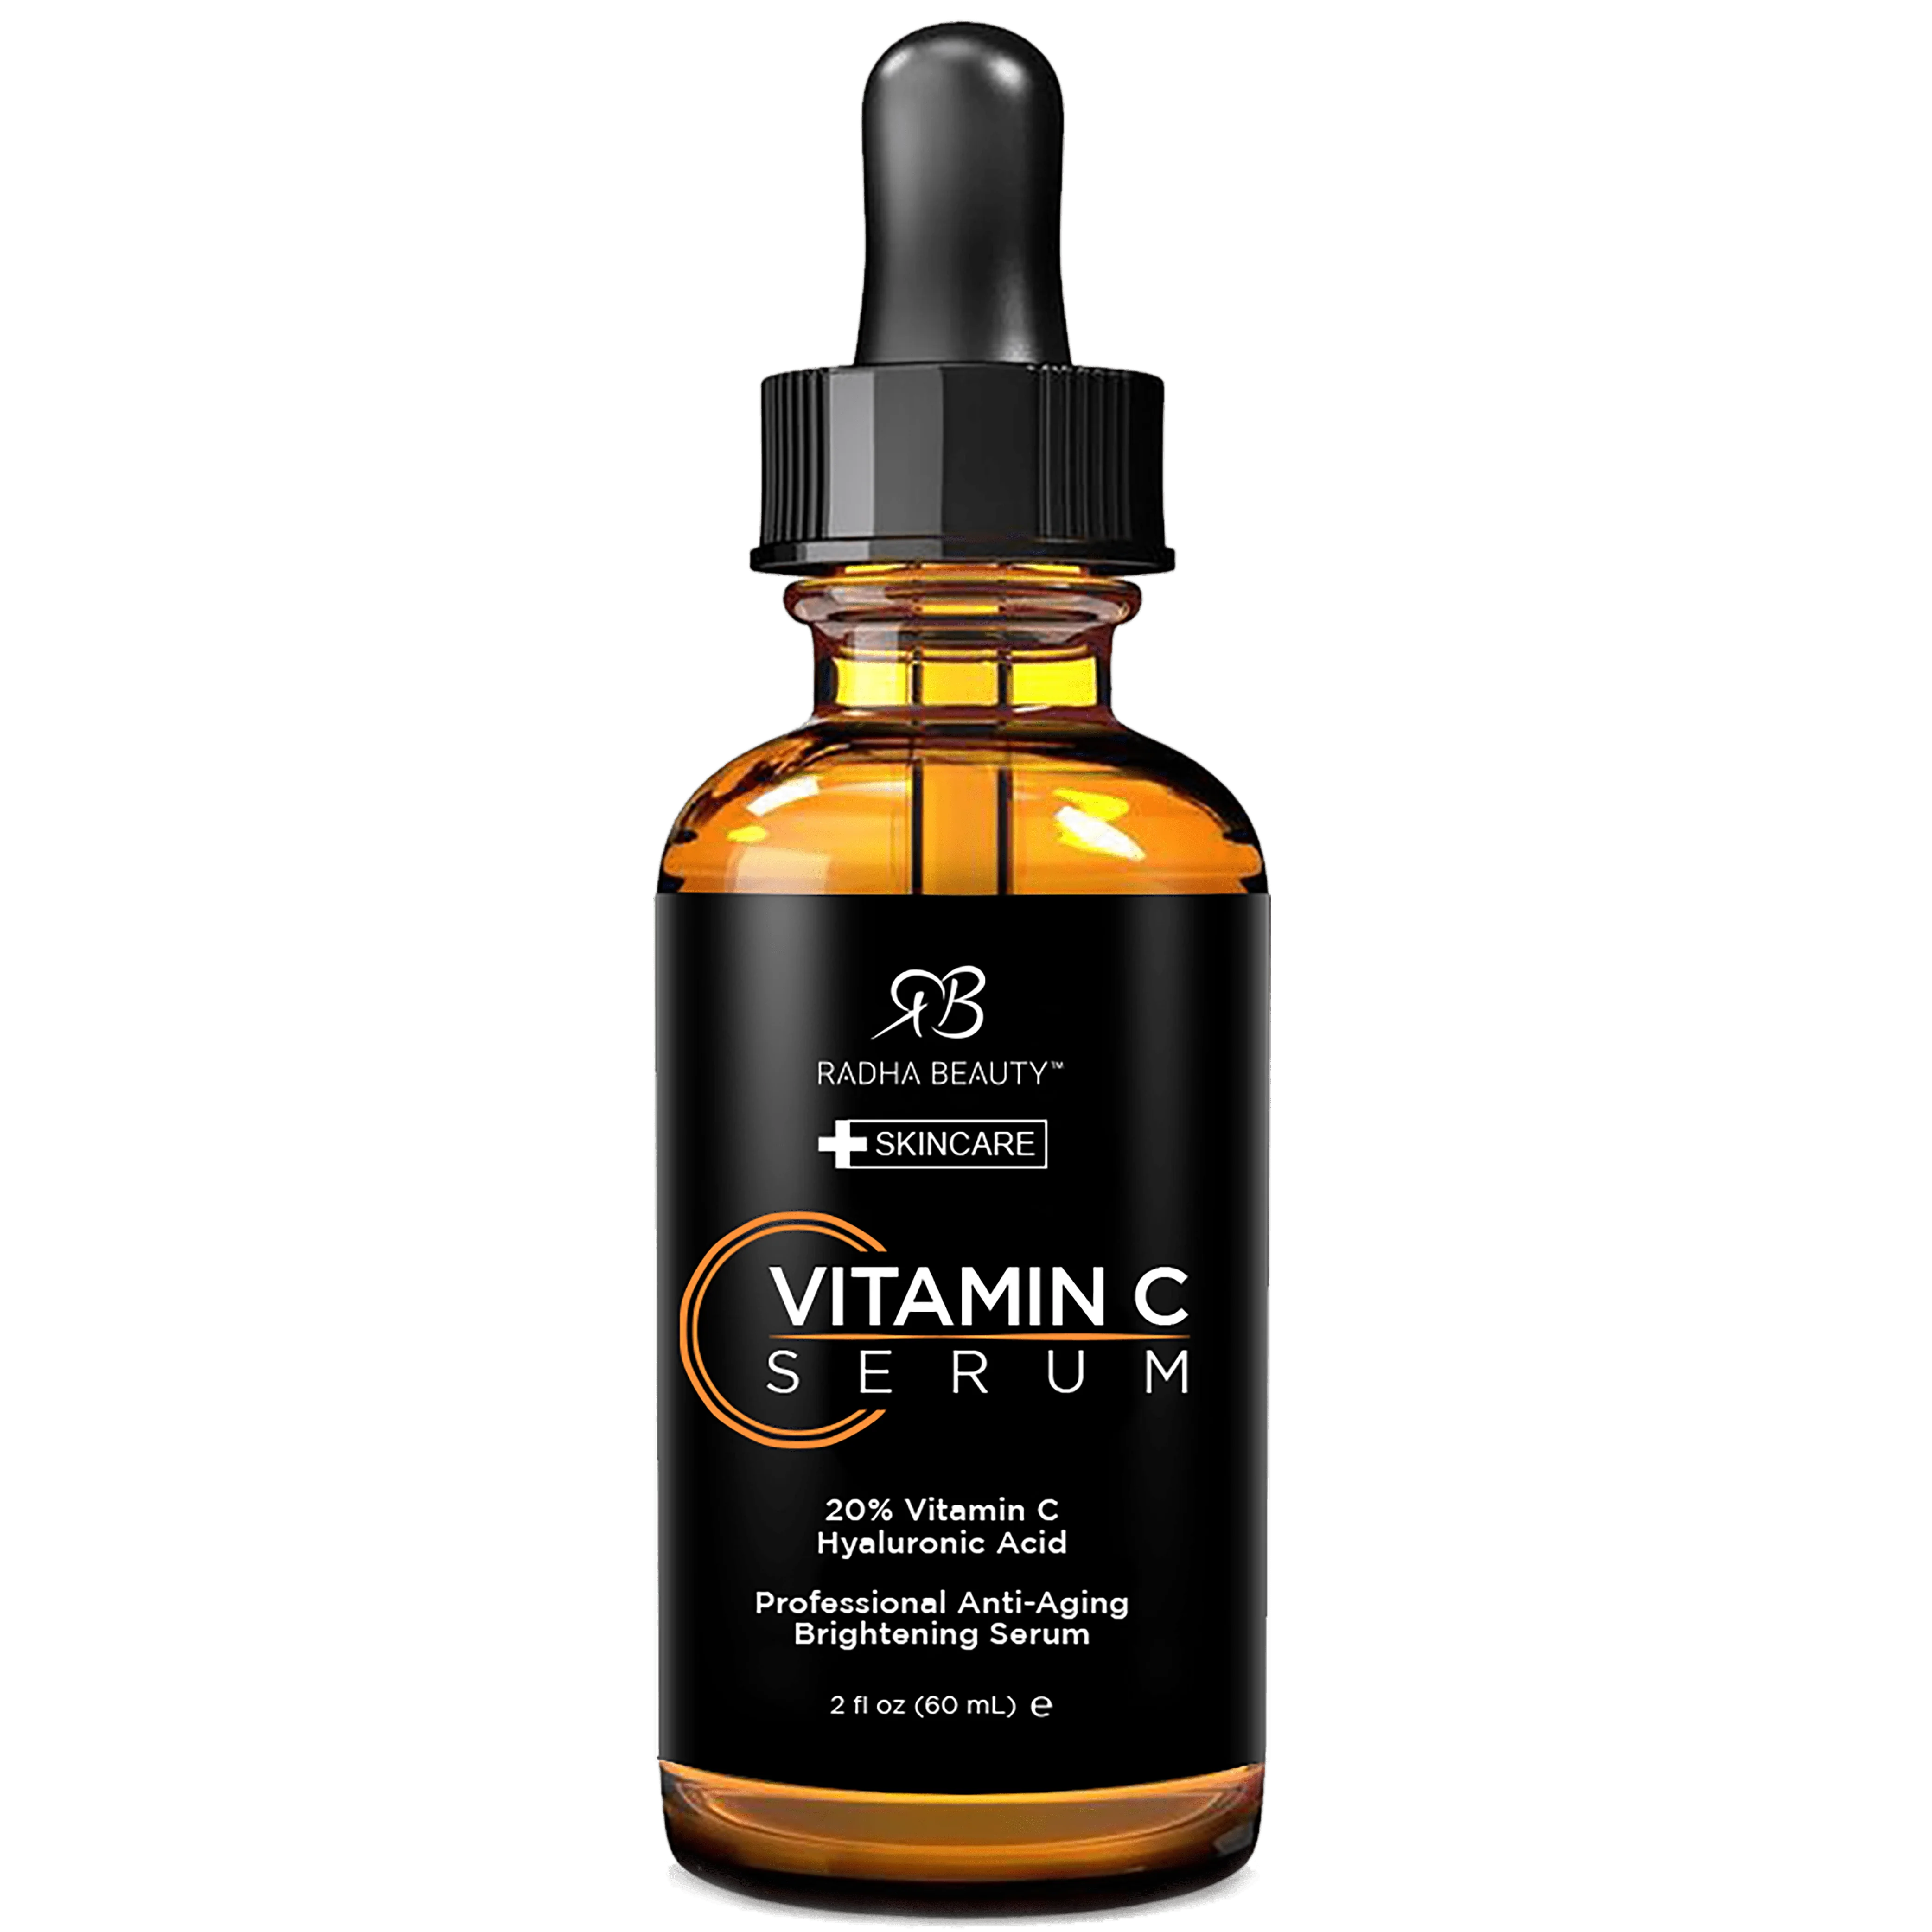 RB
RADHA BEAUTY™
SKINCARE
VITAMIN C
SERUM
20% Vitamin C
Hyaluronic Acid
Professional Anti-Aging
Brightening Serum
2 fl oz (60 mL) ℮